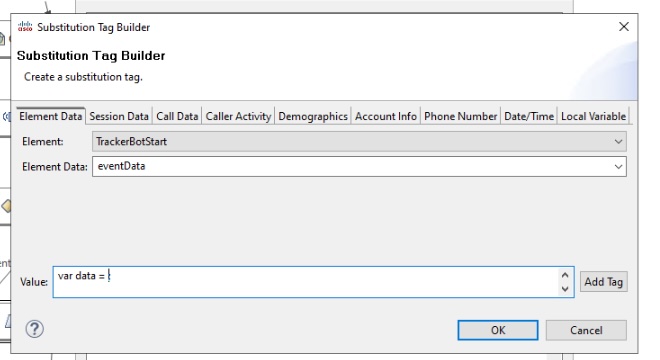 cisco Substitution Tag Builder
Substitution Tag Builder
Create a substitution tag.
Element Data Session Data Call Data Caller Activity Demographics Account Info Phone Number Date/Time Local Variable
Element: TrackerBotStart
Element Data: eventData
Value: var data = {
Add Tag
OK Cancel